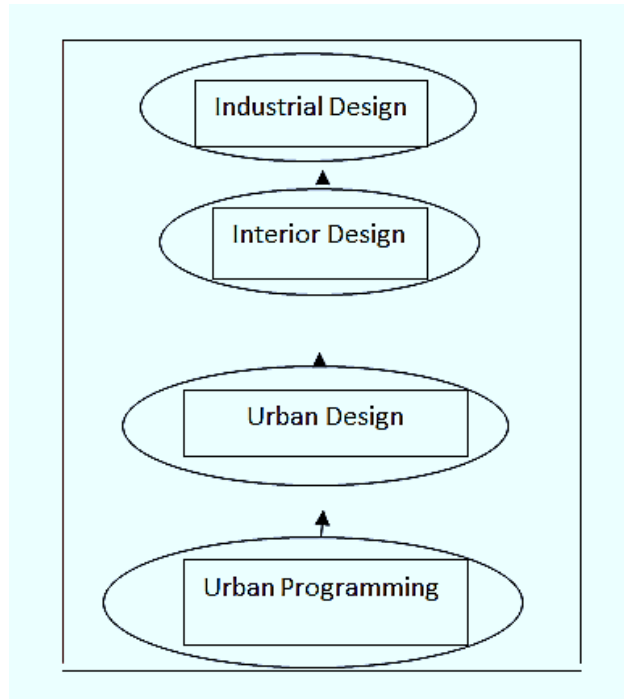 Industrial Design
Interior Design
Urban Design
Urban Programming